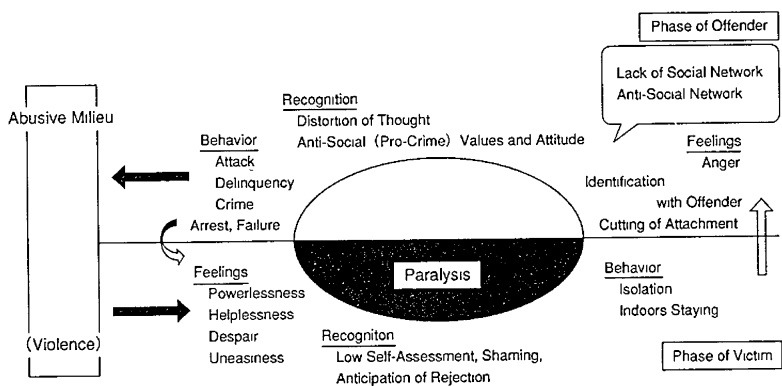 Phase of Offender
Lack of Social Network
Anti-Social Network
Abusive Milieu
Recognition
Distortion of Thought
Anti-Social (Pro-Crime) Values and Attitude
Behavior
Attack
Delinquency
Crime
Arrest, Failure
Feelings
Anger
Identification
with Offender
Cutting of Attachment
Paralysis
Feelings
Powerlessness
Helplessness
Despair
Uneasiness
Behavior
Isolation
Indoors Staying
(Violence)
Recogniton
Low Self-Assessment, Shaming,
Anticipation of Rejection
Phase of Victim